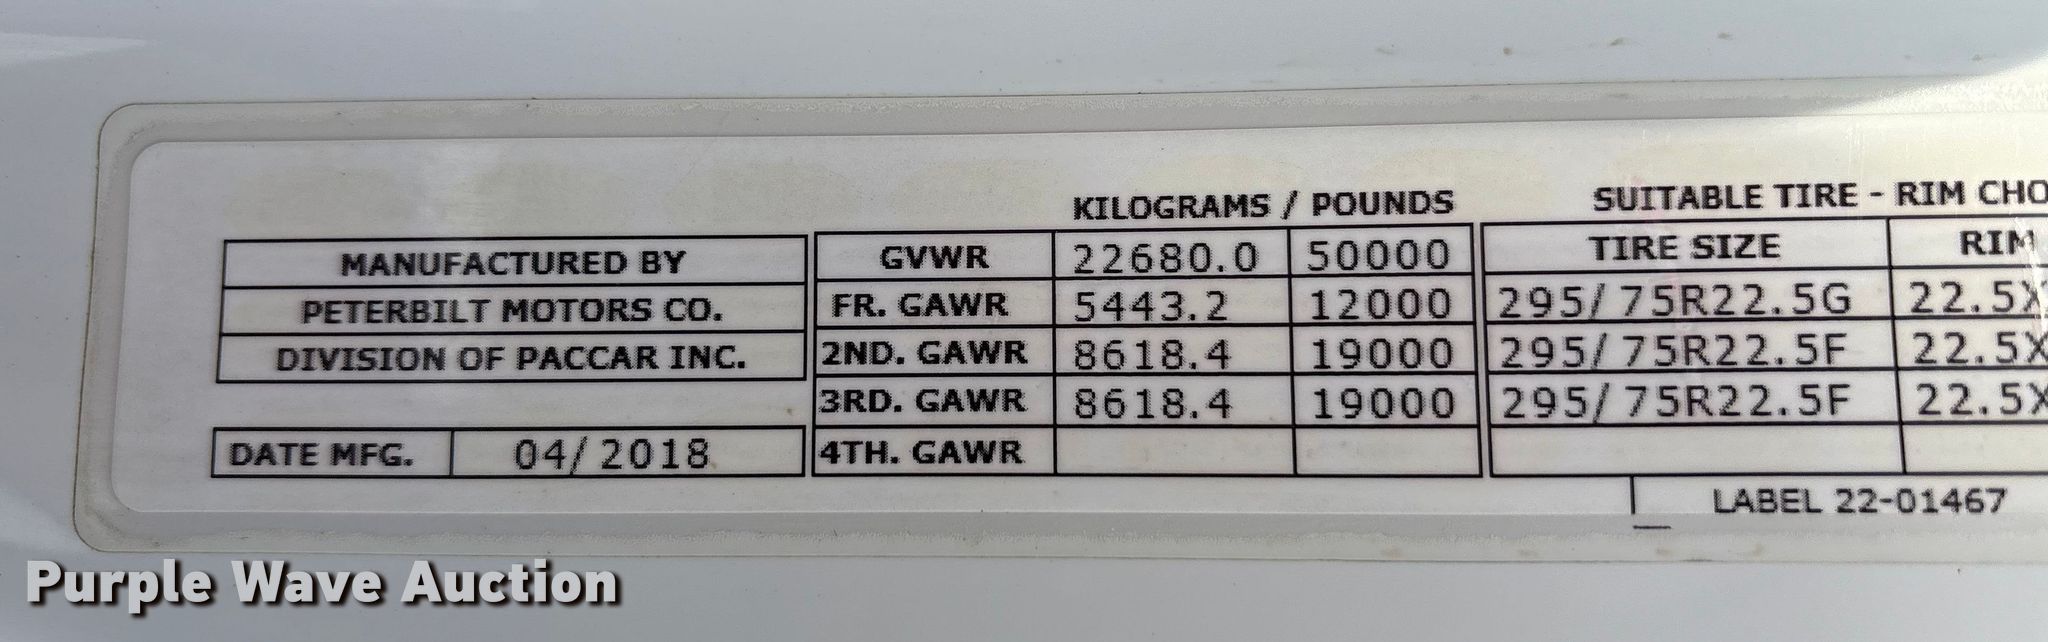 KILOGRAMS / POUNDS SUITABLE TIRE - RIM CHO
MANUFACTURED BY GVWR 22680.0 50000 TIRE SIZE RIM
PETERBILT MOTORS CO. FR. GAWR 5443.2 12000 295/75R22.5G 22.5X
DIVISION OF PACCAR INC. 2ND. GAWR 8618.4 19000 295/75R22.5F 22.5X
3RD. GAWR 8618.4 19000 295/75R22.5F 22.5X
DATE MFG. 04/2018 4TH. GAWR
LABEL 22-01467
Purple Wave Auction